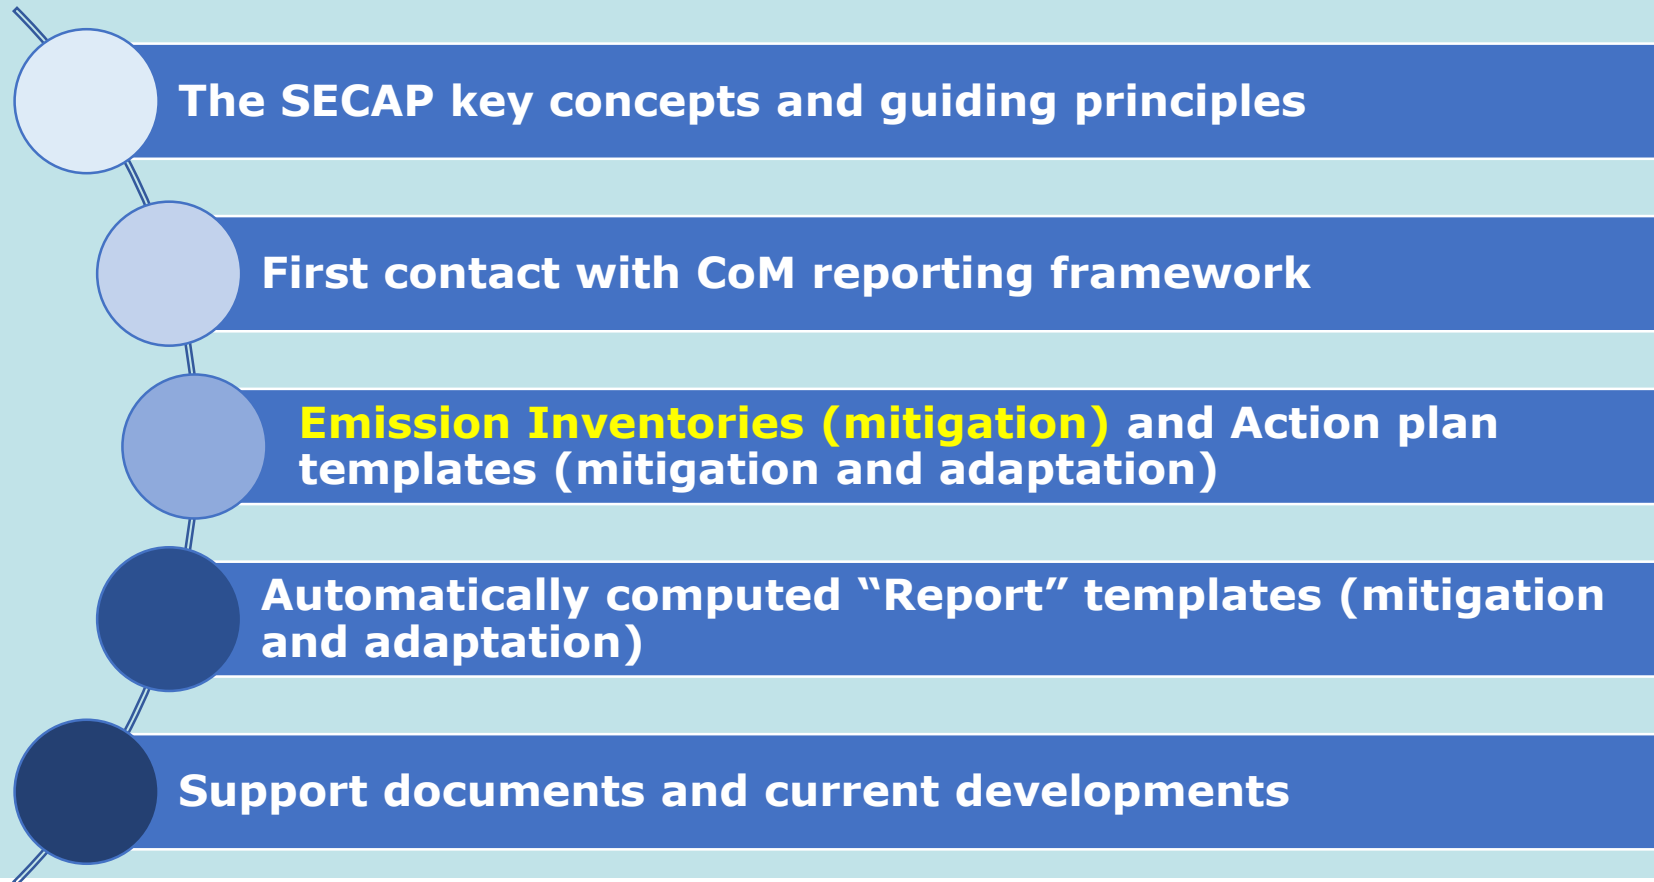 The SECAP key concepts and guiding principles
First contact with CoM reporting framework
Emission Inventories (mitigation) and Action plan
templates (mitigation and adaptation)
Automatically computed “Report” templates (mitigation
and adaptation)
Support documents and current developments